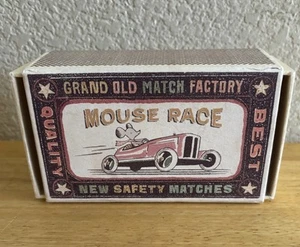 GRAND OLD MATCH FACTORY
QUALITY
MOUSE RACE
BEST
NEW SAFETY MATCHES